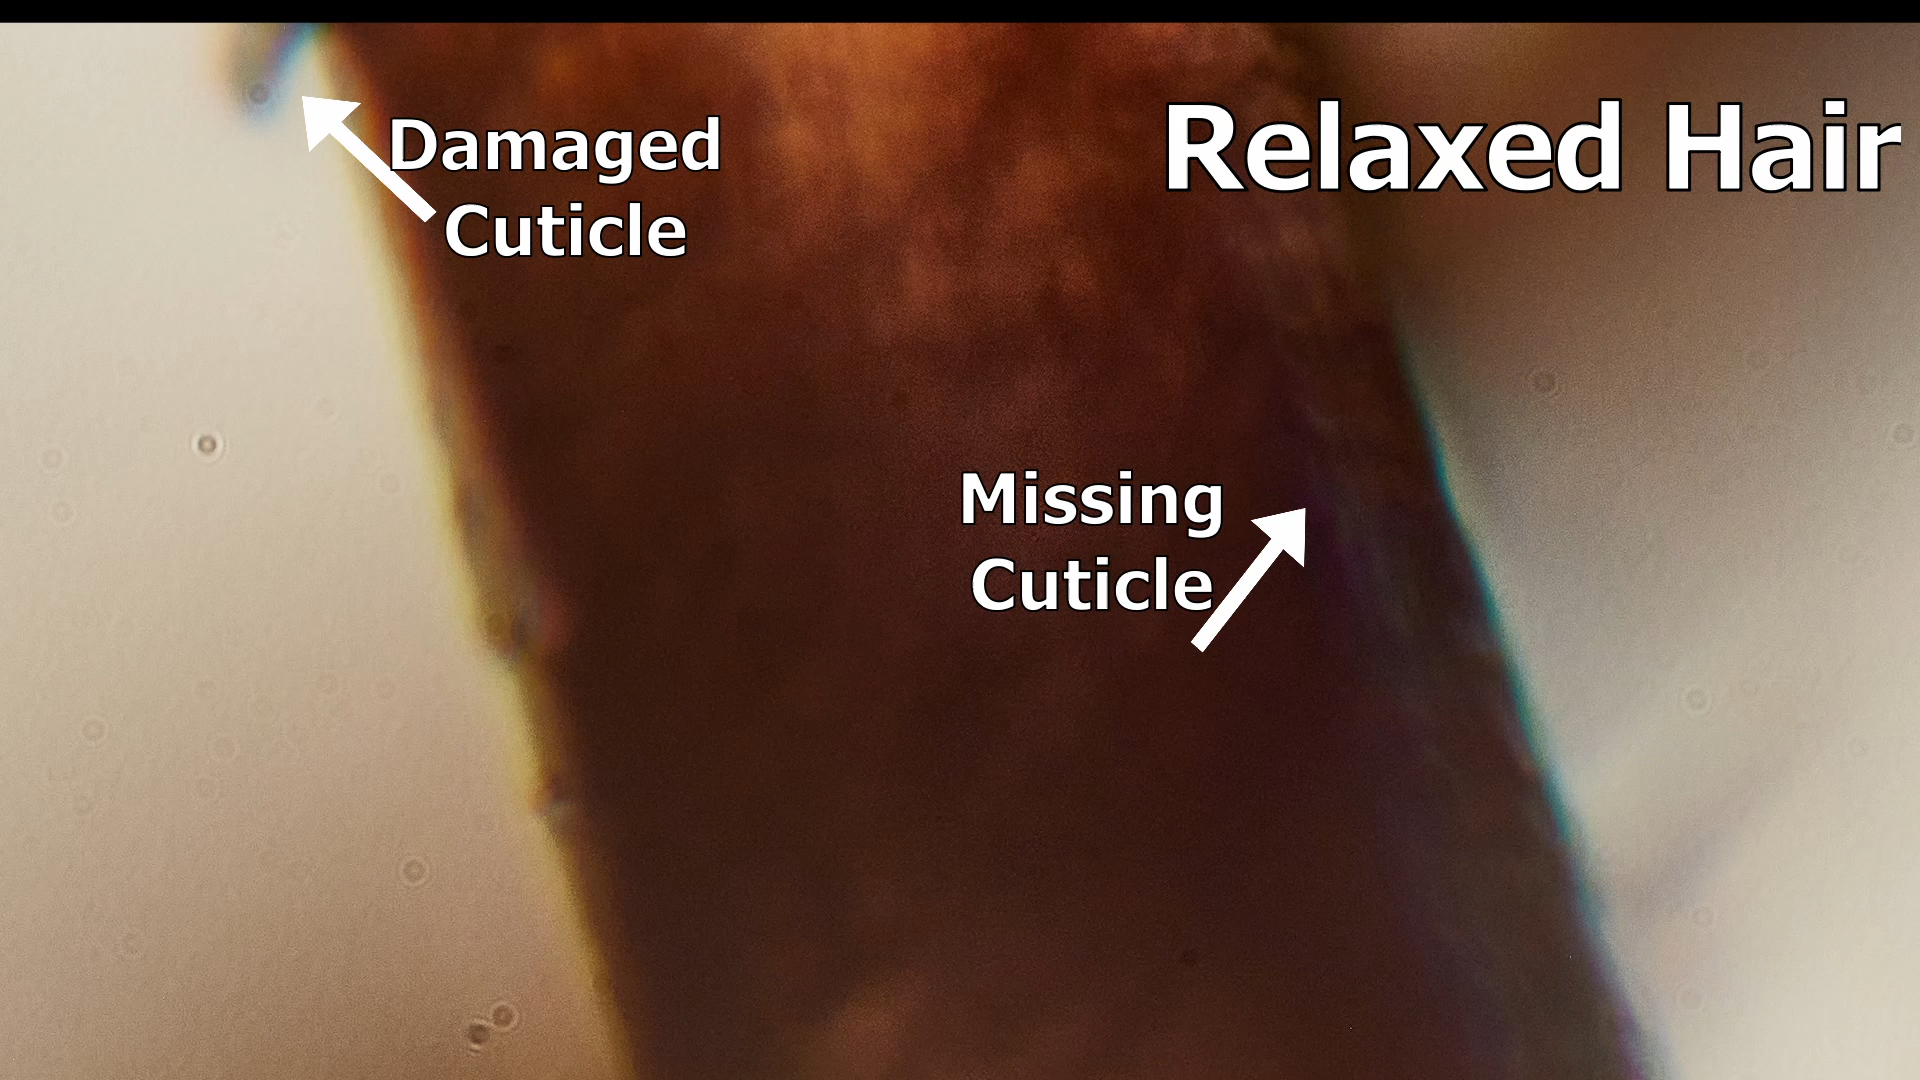 Relaxed Hair
Damaged
Cuticle
Missing
Cuticle